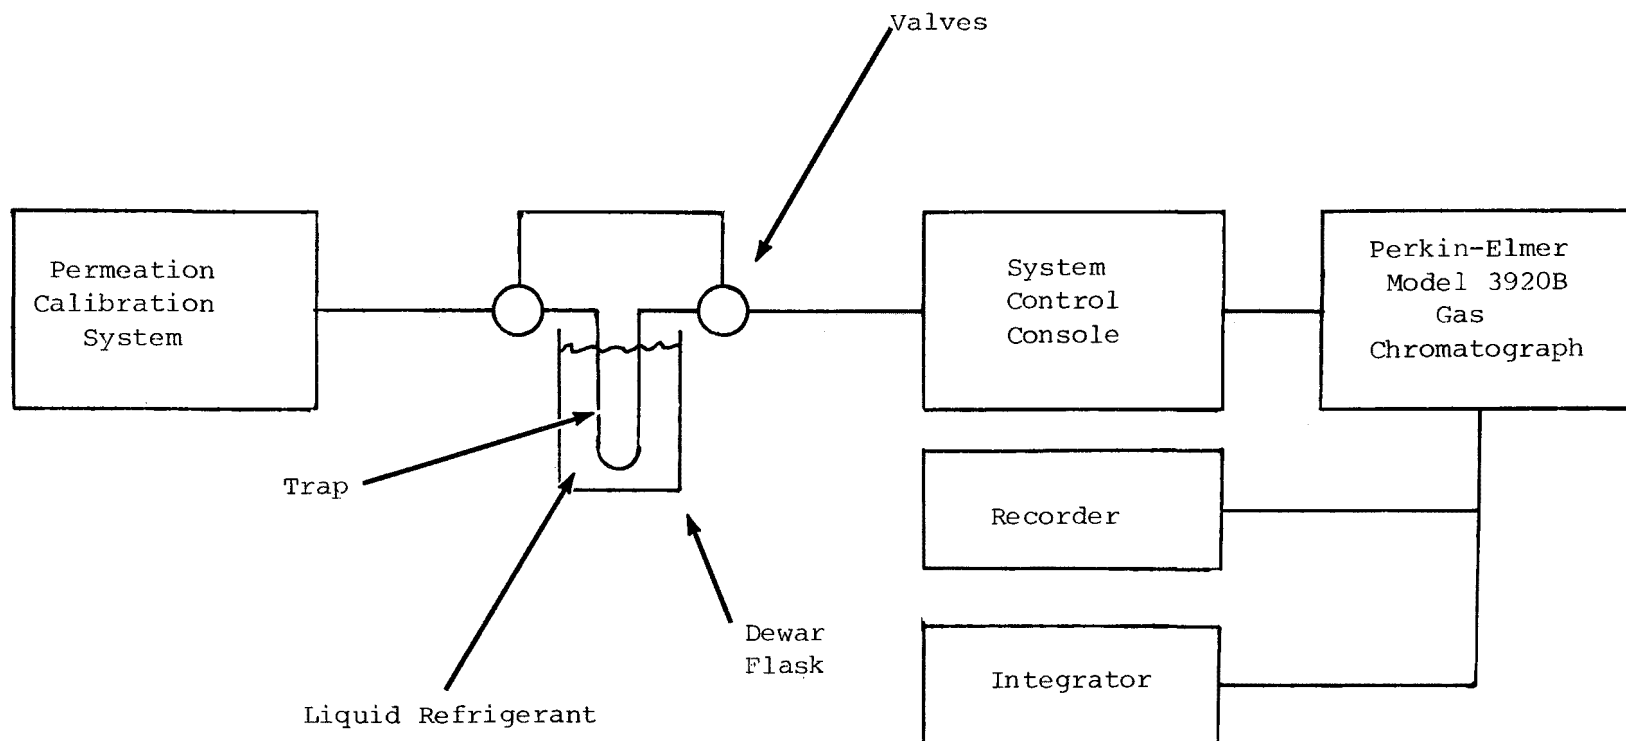 Valves
Permeation
Calibration
System
System
Control
Console
Perkin-Elmer
Model 3920B
Gas
Chromatograph
Trap
Recorder
Dewar
Flask
Liquid Refrigerant
Integrator